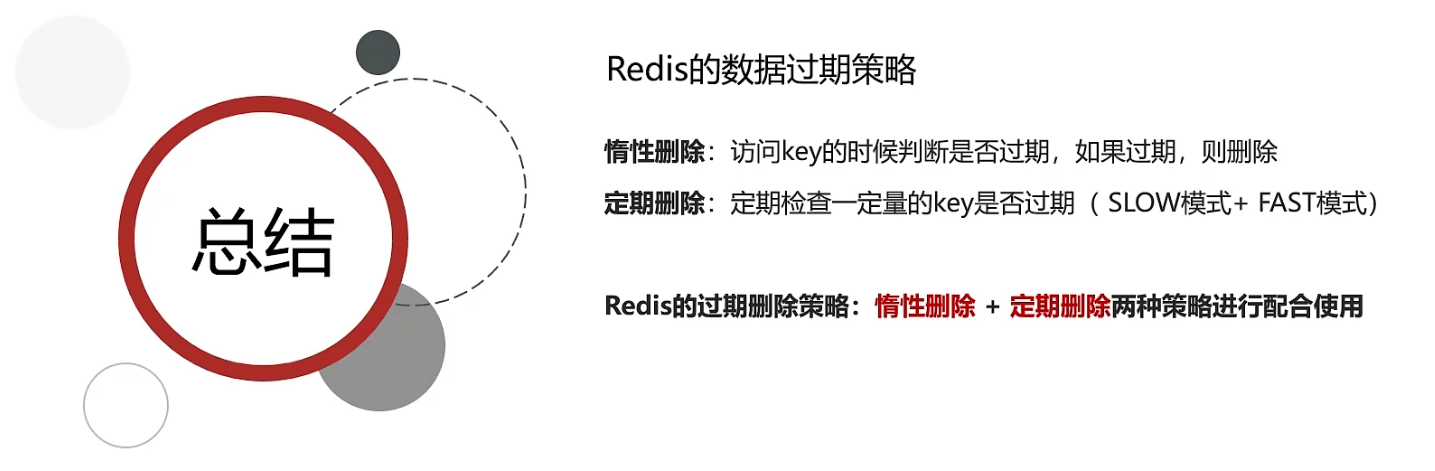 总结
Redis的数据过期策略
惰性删除：访问key的时候判断是否过期，如果过期，则删除
定期删除：定期检查一定量的key是否过期（ SLOW模式+ FAST模式）
Redis的过期删除策略：惰性删除 + 定期删除两种策略进行配合使用